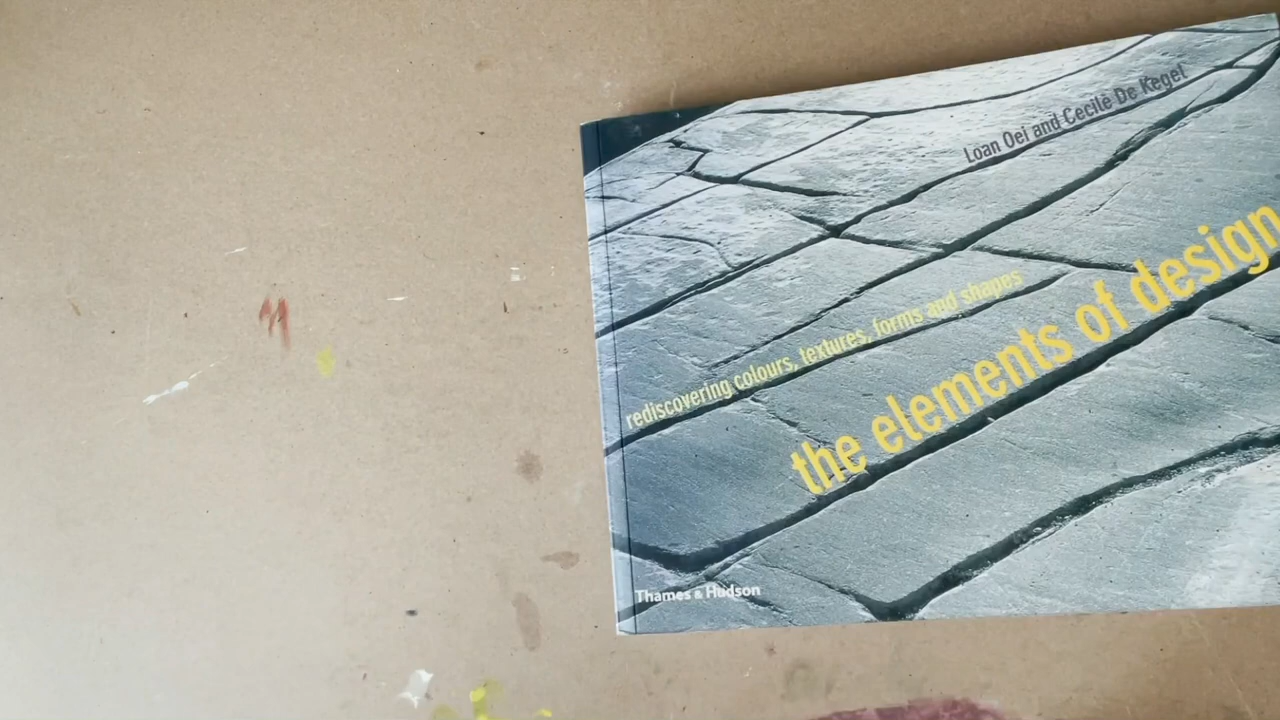 Loan Oei and Cecile De Kegel
rediscovering colours, textures, forms and shapes
the elements of design
Thames & Hudson